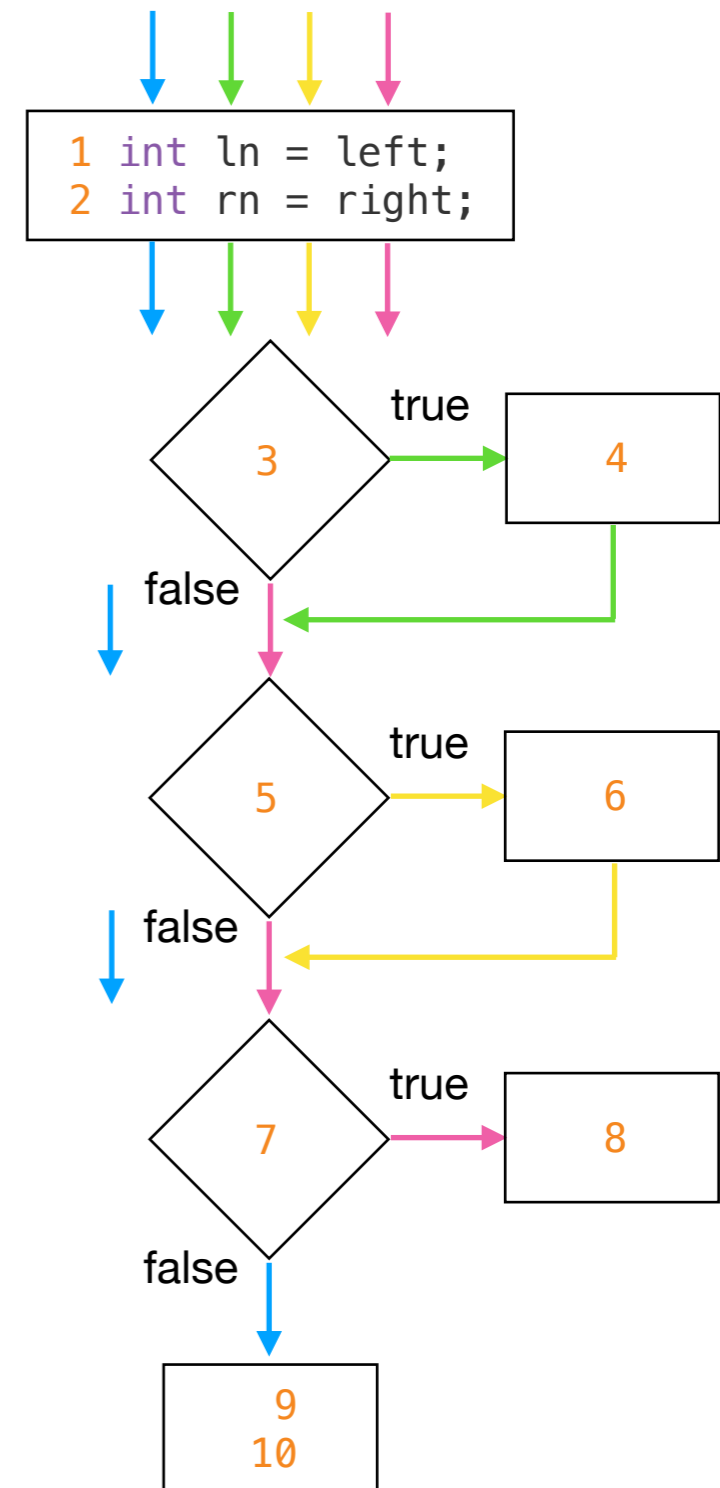 1 int ln = left;
2 int rn = right;
true
3
4
false
true
5
6
false
true
7
8
false
9
10